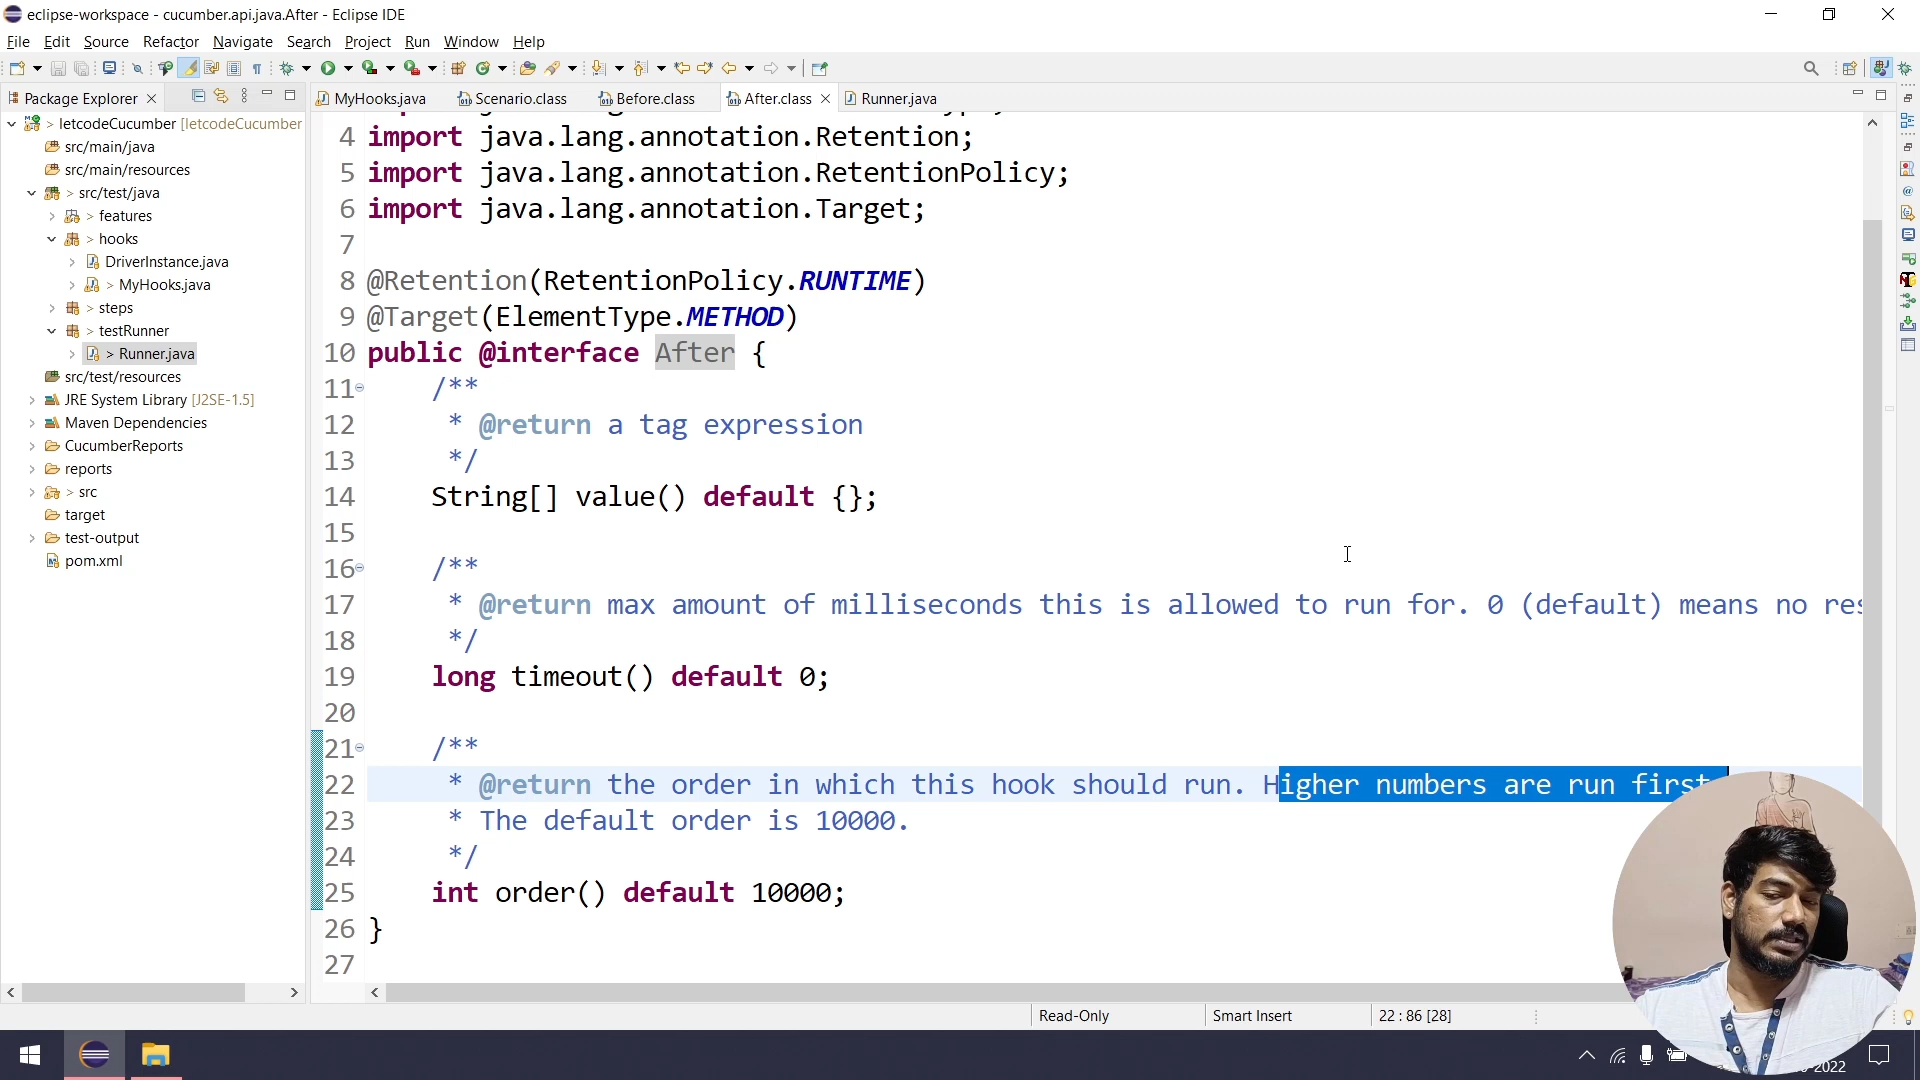 eclipse-workspace - cucumber.api.java.After - Eclipse IDE
File Edit Source Refactor Navigate Search Project Run Window Help
Package Explorer
MyHooks.java Scenario.class Before.class After.class Runner.java
> letcodeCucumber [letcodeCucumber
src/main/java
src/main/resources
> src/test/java
> features
> hooks
DriverInstance.java
> MyHooks.java
> steps
> testRunner
> Runner.java
src/test/resources
JRE System Library [J2SE-1.5]
Maven Dependencies
CucumberReports
reports
> src
target
test-output
pom.xml
4 import java.lang.annotation.Retention;
5 import java.lang.annotation.RetentionPolicy;
6 import java.lang.annotation.Target;
7
8 @Retention(RetentionPolicy.RUNTIME)
9 @Target(ElementType.METHOD)
10 public @interface After {
11 /**
12 * @return a tag expression
13 */
14 String[] value() default {};
15
16 /**
17 * @return max amount of milliseconds this is allowed to run for. 0 (default) means no res
18 */
19 long timeout() default 0;
20
21 /**
22 * @return the order in which this hook should run. Higher numbers are run first
23 * The default order is 10000.
24 */
25 int order() default 10000;
26 }
27
Read-Only Smart Insert 22 : 86 [28]
2022